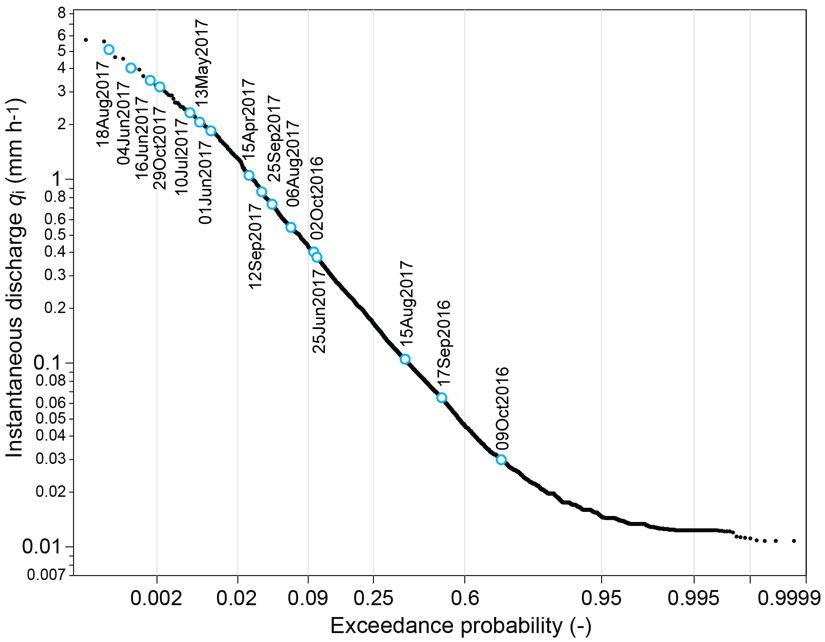 8
6
5
4
3
2
1
0.8
0.6
0.5
0.4
0.3
0.2
0.1
0.08
0.06
0.05
0.04
0.03
0.02
0.01
0.007
Instantaneous discharge qi (mm h-1)
18Aug2017
04Jun2017
16Jun2017
29Oct2017
10Jul2017
13May2017
01Jun2017
15Apr2017
12Sep2017
25Sep2017
06Aug2017
02Oct2016
25Jun2017
15Aug2017
17Sep2016
09Oct2016
0.002
0.02
0.09
0.25
0.6
0.95
0.995
0.9999
Exceedance probability (-)